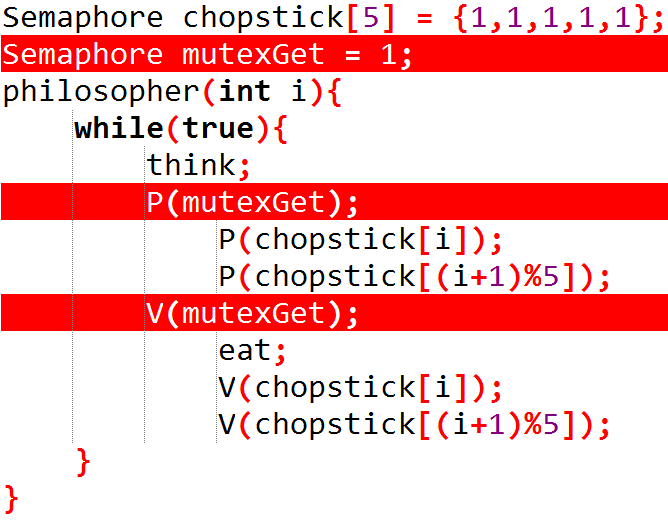 Semaphore chopstick[5] = {1,1,1,1,1};
Semaphore mutexGet = 1;
philosopher(int i){
    while(true){
        think;
        P(mutexGet);
            P(chopstick[i]);
            P(chopstick[(i+1)%5]);
        V(mutexGet);
            eat;
            V(chopstick[i]);
            V(chopstick[(i+1)%5]);
    }
}